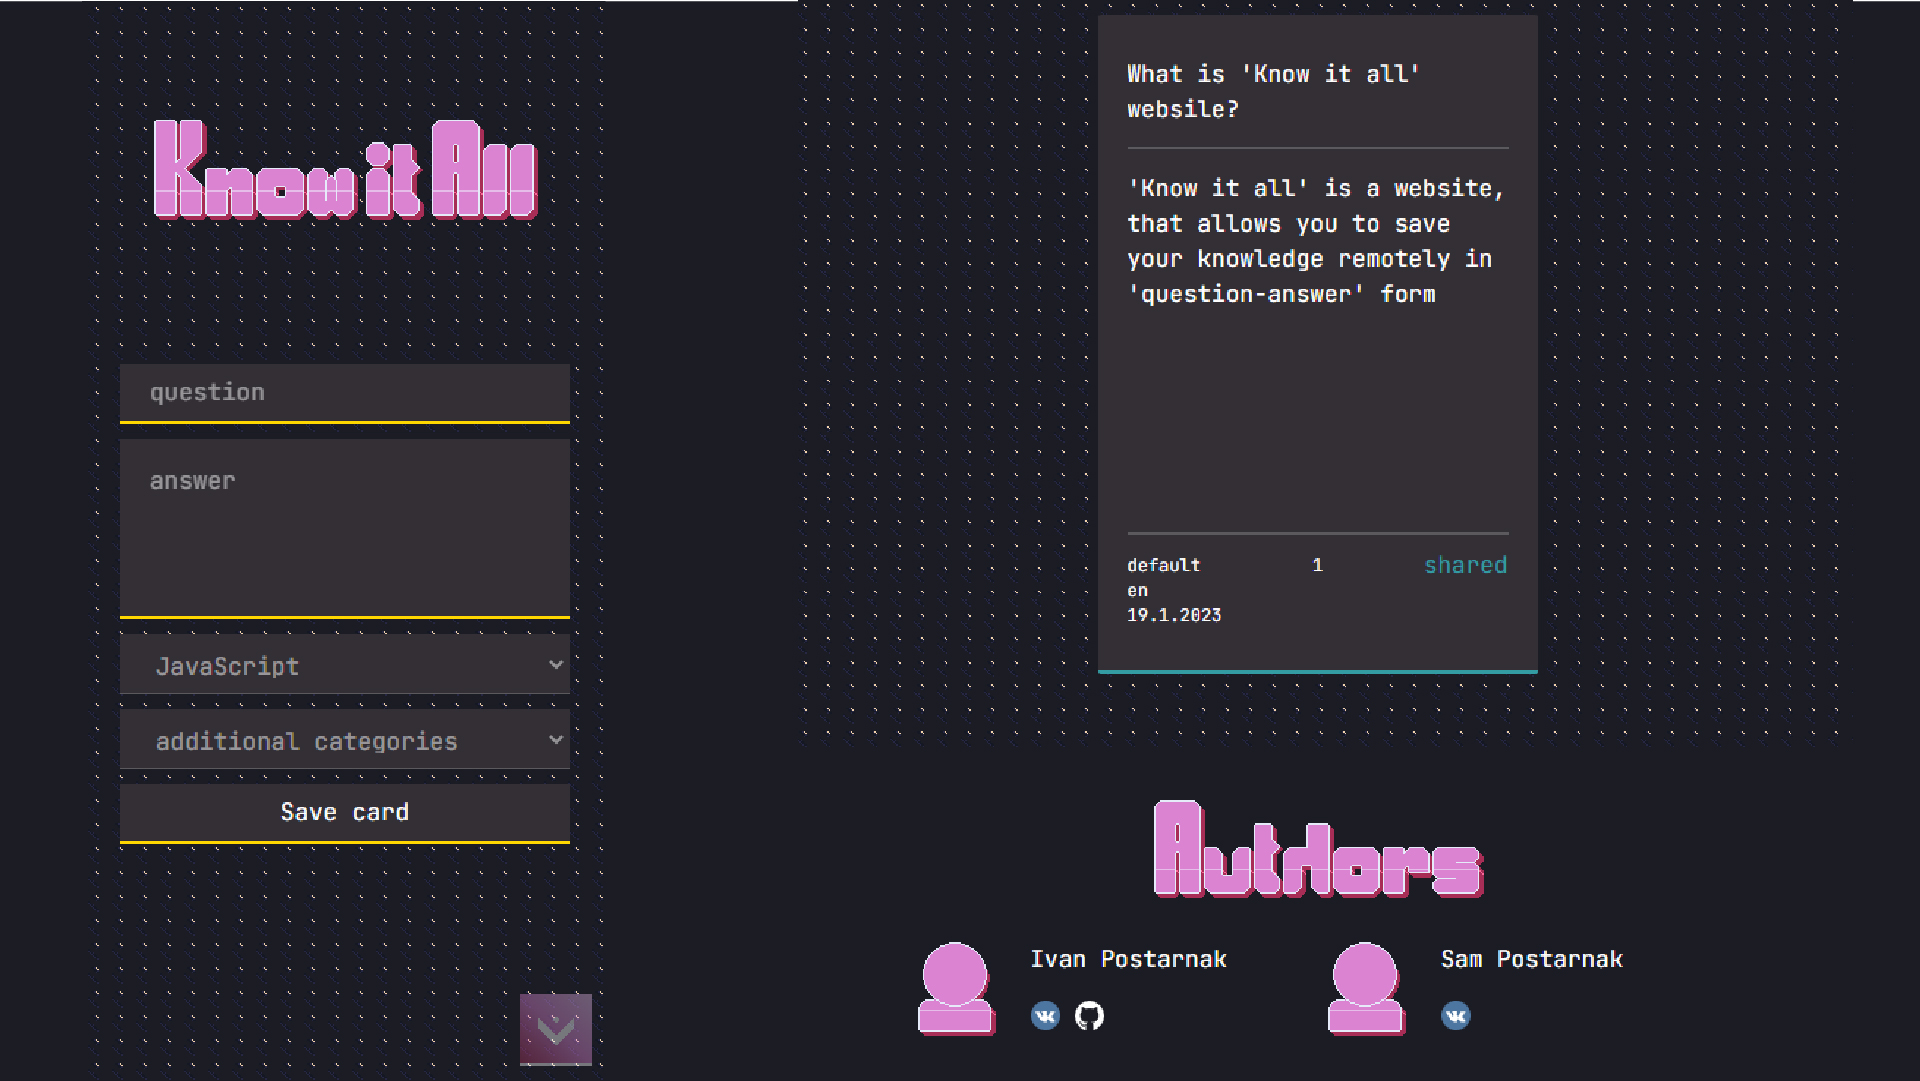 Know it All
question
answer
JavaScript
additional categories
Save card
What is 'Know it all'
websile?
'Know it all' is a website,
that allows you to save
your knowledge remotely in
'question-answer' form
default
1
shared
en
19.1.2023
Authors
Ivan Postarnak
Sam Postarnak